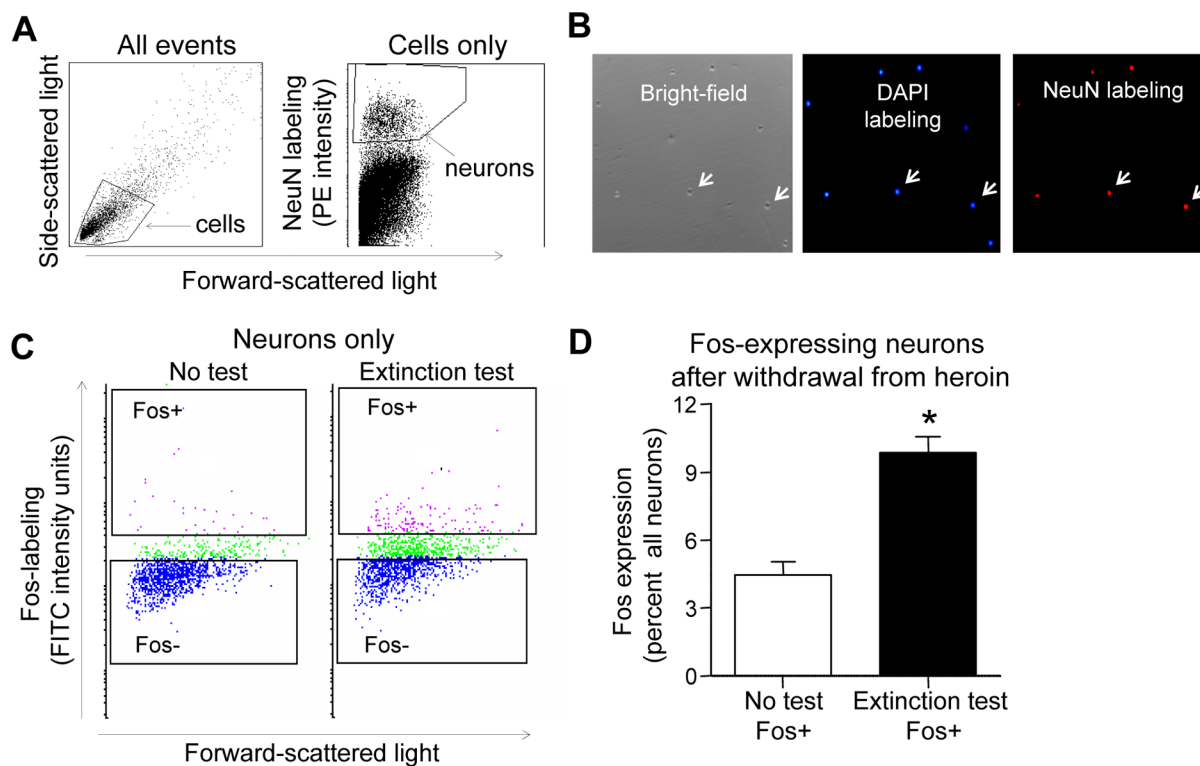 A
All events
Cells only
Side-scattered light
cells
NeuN labeling
(PE intensity)
P2
neurons
Forward-scattered light
B
Bright-field
DAPI
labeling
NeuN labeling
C
Neurons only
No test
Extinction test
Fos-labeling
(FITC intensity units)
Fos+
Fos+
Fos-
Fos-
Forward-scattered light
D
Fos-expressing neurons
after withdrawal from heroin
Fos expression
(percent all neurons)
12
9
6
3
0
*
No test
Fos+
Extinction test
Fos+